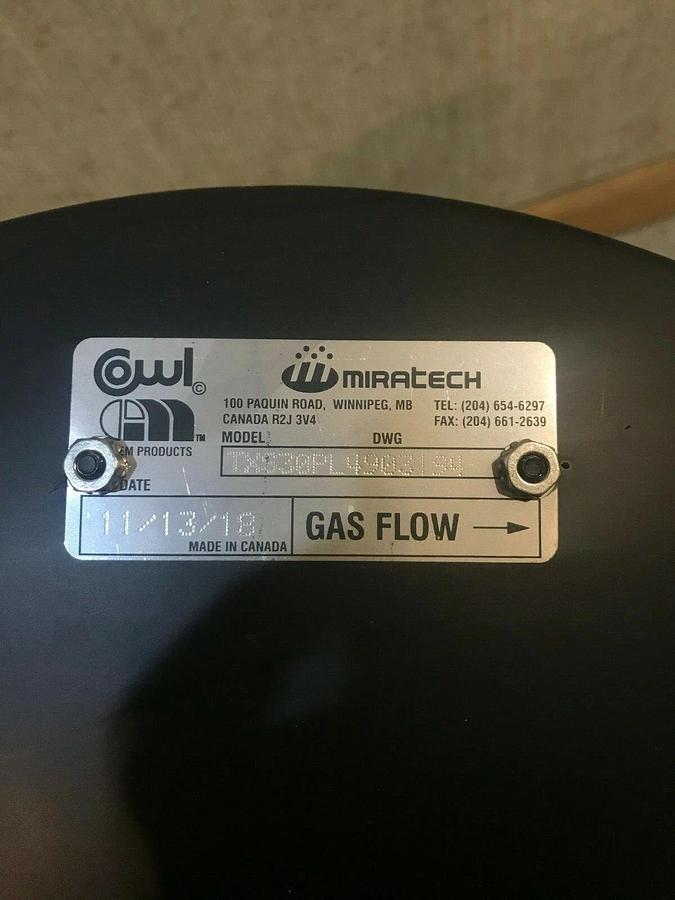 Cowl ©
MIRATECH
100 PAQUIN ROAD, WINNIPEG, MB TEL: (204) 654-6297
CANADA R2J 3V4 FAX: (204) 661-2639
TM
PRODUCTS
MODEL DWG
DATE
11/13/18
MADE IN CANADA
GAS FLOW